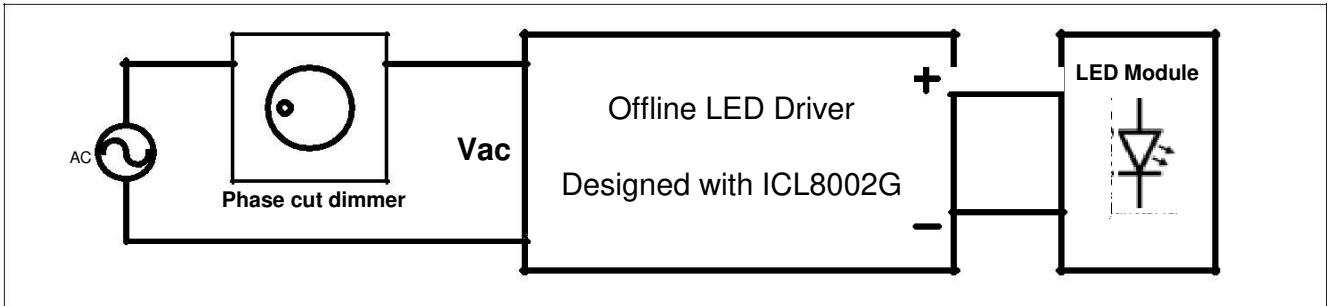 AC
Phase cut dimmer
Vac
+
Offline LED Driver
Designed with ICL8002G
−
LED Module